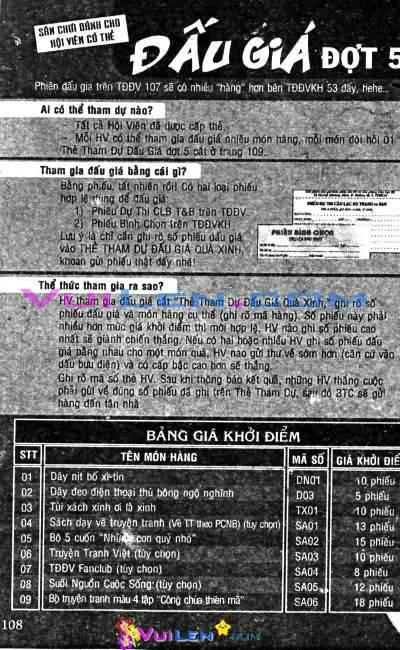 SÂN CHƠI DÀNH CHO
HỘI VIÊN CÓ THẺ
ĐẤU GIÁ ĐỢT 5
Phiên đấu giá trên TĐDV 107 sẽ có nhiều "hàng" hơn bên TĐDVKH 53 đấy, hehe...
Ai có thể tham dự nào?
Tất cả Hội Viên đã được cấp thẻ.
- Mỗi HV có thể tham gia đấu giá nhiều món hàng, mỗi món đòi hỏi 01
Thẻ Tham Dự Đấu Giá đợt 5 cắt ở trang 109.
Tham gia đấu giá bằng cái gì?
Bằng phiếu, tất nhiên rồi! Có hai loại phiếu
hợp lệ dùng để đấu giá:
1) Phiếu Dự Thi CLB T&B trên TĐDV
2) Phiếu Bình Chọn trên TĐDVKH
Lưu ý là chỉ cần ghi rõ số phiếu đấu giá
vào THẺ THAM DỰ ĐẤU GIÁ QUÀ XINH,
khoan gửi phiếu thật đấy nhé!
PHIẾU BÌNH CHỌN
Thể thức tham gia ra sao?
HV tham gia đấu giá cắt "Thẻ Tham Dự Đấu Giá Quà Xinh," ghi rõ số
phiếu đấu giá và món hàng cụ thể (ghi rõ mã hàng). Số phiếu này phải
nhiều hơn mức giá khởi điểm thì mới hợp lệ. HV nào ghi số phiếu cao
nhất sẽ giành chiến thắng. Nếu có hai hoặc nhiều HV ghi số phiếu đấu
giá bằng nhau cho một món quà, HV nào gửi thư về sớm hơn (căn cứ vào
dấu bưu điện) và có cấp bậc cao hơn sẽ thắng.
Ghi rõ mã số thẻ HV. Sau khi thông báo kết quả, những HV thắng cuộc
phải gửi về đúng số phiếu đã ghi trên Thẻ Tham Dự, sau đó BTC sẽ gửi
hàng đến tận nhà
BẢNG GIÁ KHỞI ĐIỂM
STT TÊN MÓN HÀNG MÃ SỐ GIÁ KHỞI ĐIỂ
01 Dây nịt bố xì-tin DN01 10 phiếu
02 Dây đeo điện thoại thú bông ngộ nghĩnh D03 5 phiếu
03 Túi xách xinh ơi là xinh TX01 10 phiếu
04 Sách dạy vẽ truyện tranh (Vẽ TT theo PCNB) (tùy chọn) SA01 13 phiếu
05 Bộ 5 cuốn "Những con quỷ nhỏ" SA02 15 phiếu
06 Truyện Tranh Việt (tùy chọn) SA03 10 phiếu
07 TĐDV Fanclub (tùy chọn) SA04 8 phiếu
08 Suối Nguồn Cuộc Sống (tùy chọn) SA05 12 phiếu
09 Bộ truyện tranh màu 4 tập "Công chúa thiên mã" SA06 18 phiếu
108
VUILEN.COM